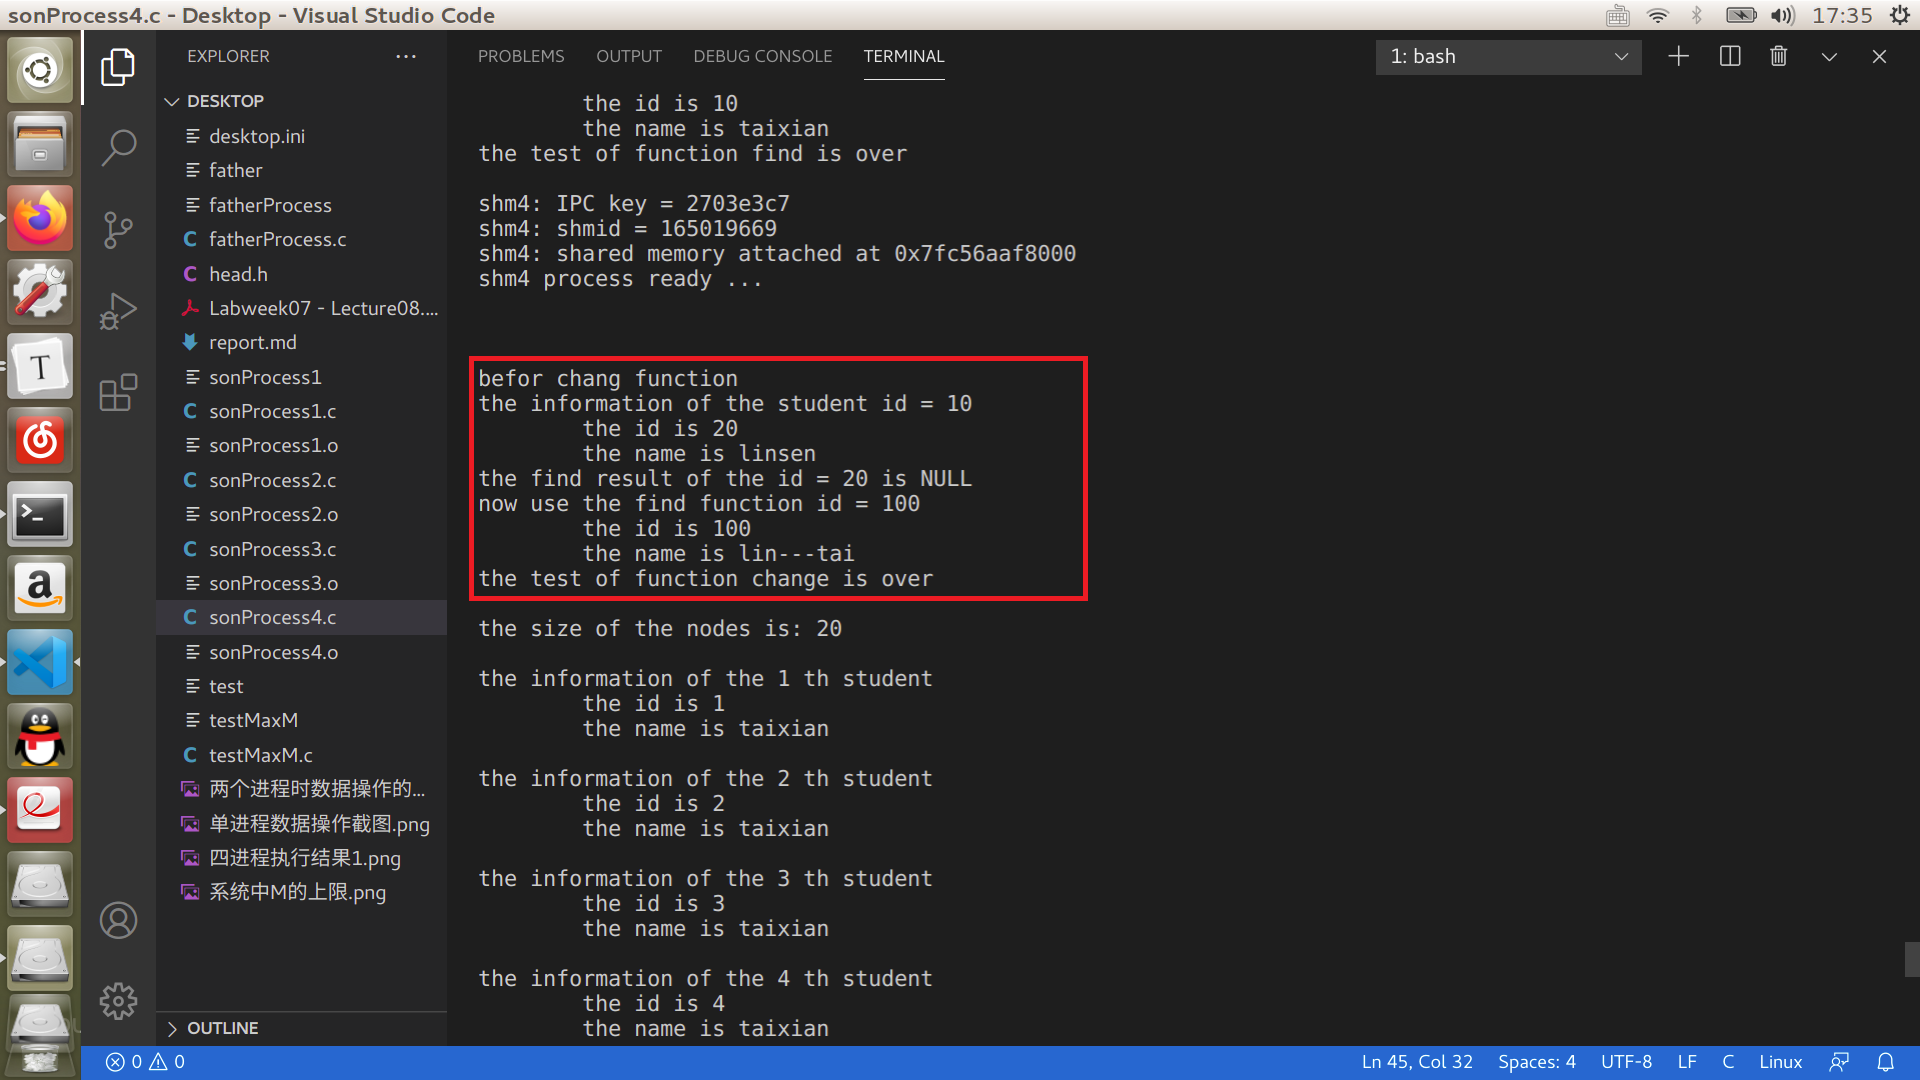 sonProcess4.c - Desktop - Visual Studio Code
17:35
EXPLORER
DESKTOP
desktop.ini
father
fatherProcess
fatherProcess.c
head.h
Labweek07 - Lecture08....
report.md
sonProcess1
sonProcess1.c
sonProcess1.o
sonProcess2.c
sonProcess2.o
sonProcess3.c
sonProcess3.o
sonProcess4.c
sonProcess4.o
test
testMaxM
testMaxM.c
两个进程时数据操作的...
单进程数据操作截图.png
四进程执行结果1.png
系统中M的上限.png
OUTLINE
PROBLEMS OUTPUT DEBUG CONSOLE TERMINAL
1: bash
the id is 10
the name is taixian
the test of function find is over
shm4: IPC key = 2703e3c7
shm4: shmid = 165019669
shm4: shared memory attached at 0x7fc56aaf8000
shm4 process ready ...
befor chang function
the information of the student id = 10
the id is 20
the name is linsen
the find result of the id = 20 is NULL
now use the find function id = 100
the id is 100
the name is lin---tai
the test of function change is over
the size of the nodes is: 20
the information of the 1 th student
the id is 1
the name is taixian
the information of the 2 th student
the id is 2
the name is taixian
the information of the 3 th student
the id is 3
the name is taixian
the information of the 4 th student
the id is 4
the name is taixian
0 0
Ln 45, Col 32 Spaces: 4 UTF-8 LF C Linux